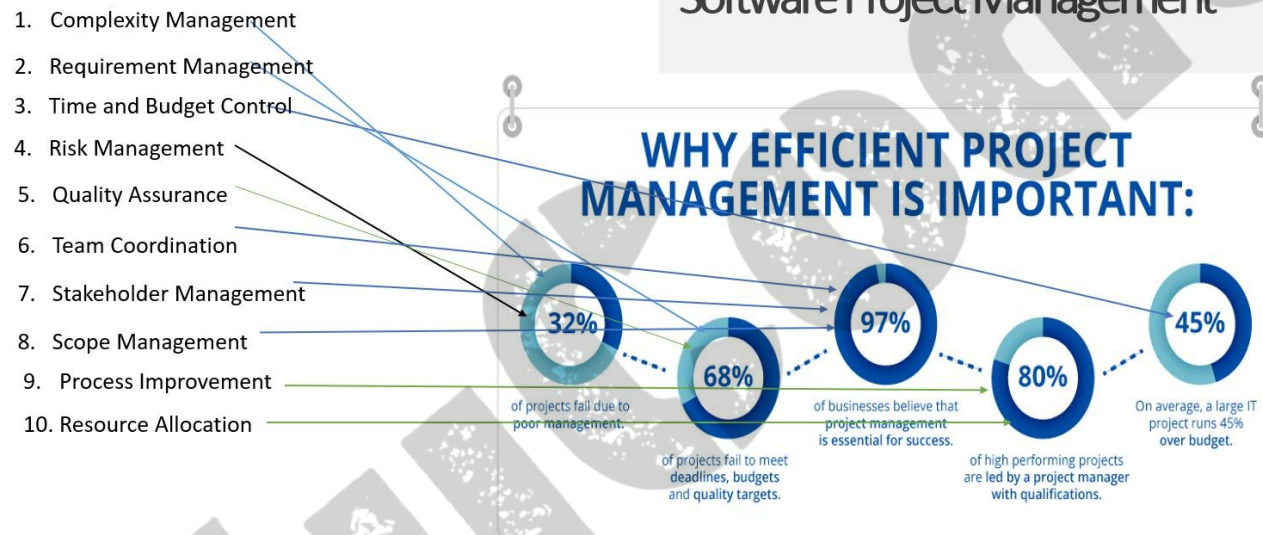 Software Project Management
1. Complexity Management
2. Requirement Management
3. Time and Budget Control
4. Risk Management
5. Quality Assurance
6. Team Coordination
7. Stakeholder Management
8. Scope Management
9. Process Improvement
10. Resource Allocation
WHY EFFICIENT PROJECT
MANAGEMENT IS IMPORTANT:
32%
of projects fail due to
poor management.
68%
of projects fail to meet
deadlines, budgets
and quality targets.
97%
of businesses believe that
project management
is essential for success.
80%
of high performing projects
are led by a project manager
with qualifications.
45%
On average, a large IT
project runs 45%
over budget.